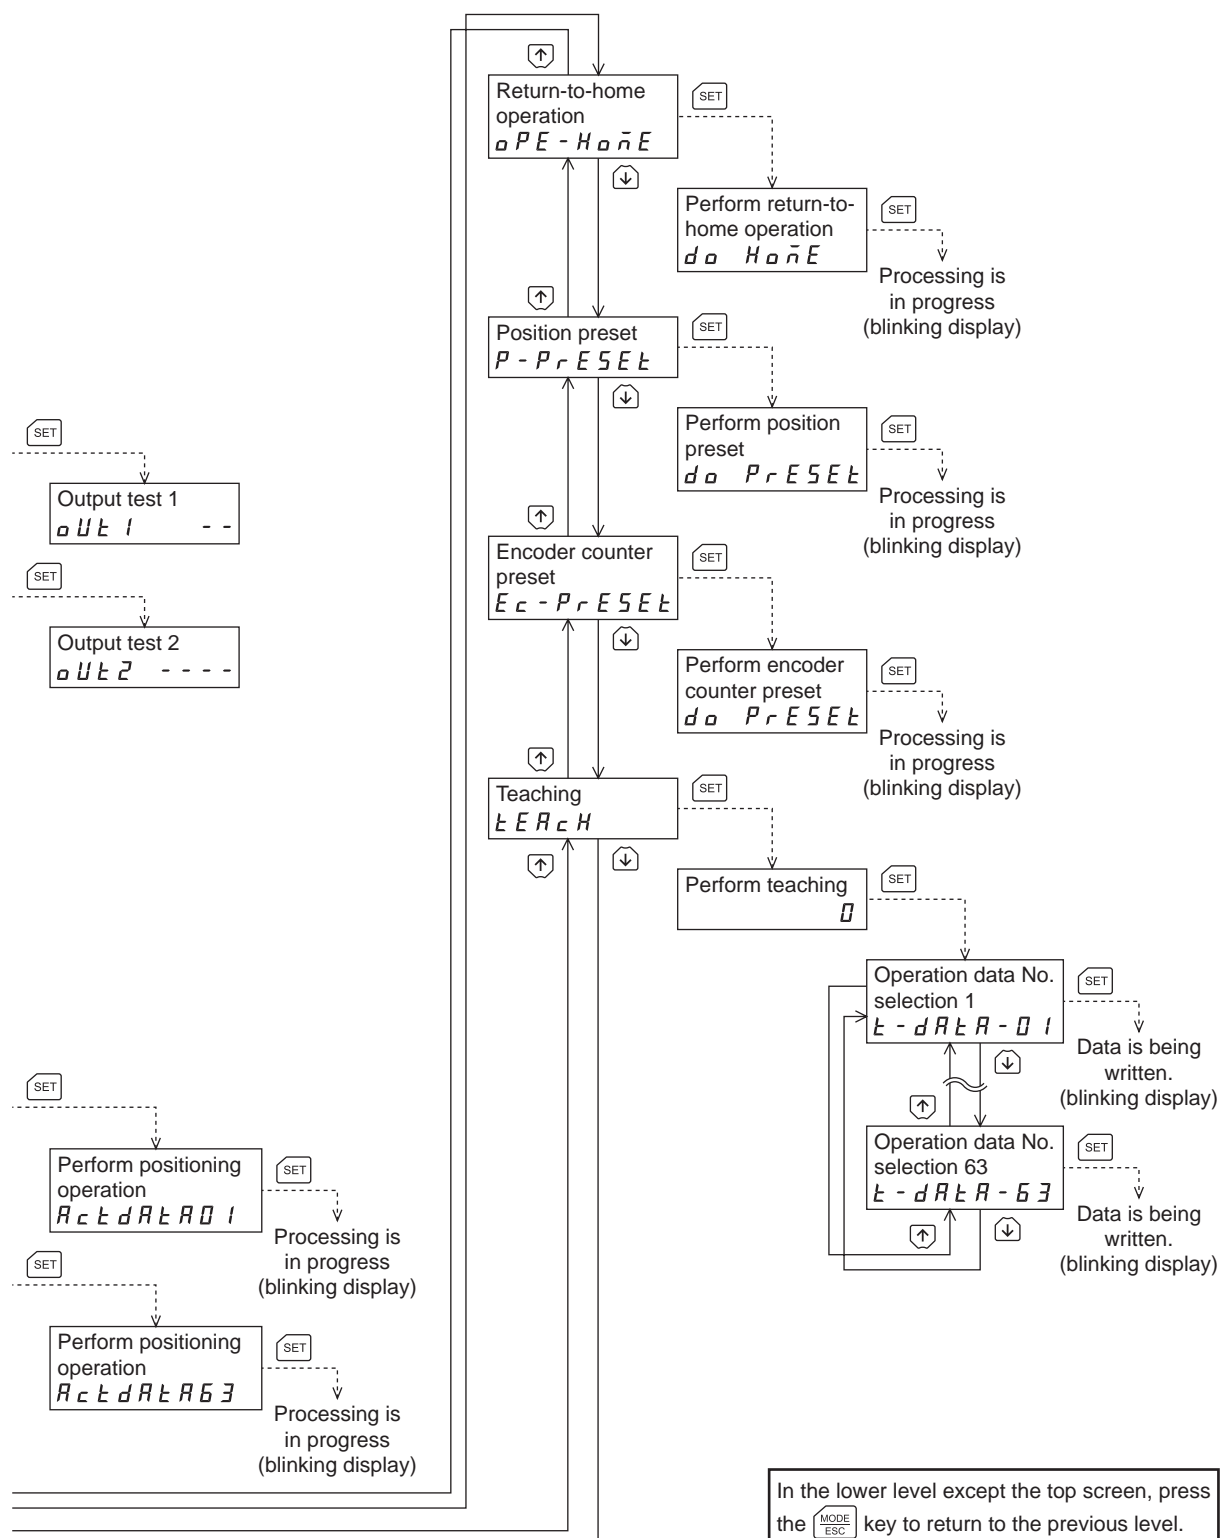 ↑
Return-to-home
operation
oPE-HomE
SET
↓
Perform return-to-
home operation
do HomE
SET
Processing is
in progress
(blinking display)
↑
Position preset
P-PrESEt
SET
↓
Perform position
preset
do PrESEt
SET
Processing is
in progress
(blinking display)
SET
Output test 1
oUt1 --
SET
Output test 2
oUt2 ----
↑
Encoder counter
preset
Ec-PrESEt
SET
↓
Perform encoder
counter preset
do PrESEt
SET
Processing is
in progress
(blinking display)
↑
Teaching
tEAcH
SET
↑
↓
Perform teaching
0
SET
Operation data No.
selection 1
t-dAtA-01
SET
↓
Data is being
written.
(blinking display)
↑
Operation data No.
selection 63
t-dAtA-63
SET
↑
↓
Data is being
written.
(blinking display)
SET
Perform positioning
operation
ActdAtA01
SET
Processing is
in progress
(blinking display)
SET
Perform positioning
operation
ActdAtA63
SET
Processing is
in progress
(blinking display)
In the lower level except the top screen, press
the MODE/ESC key to return to the previous level.